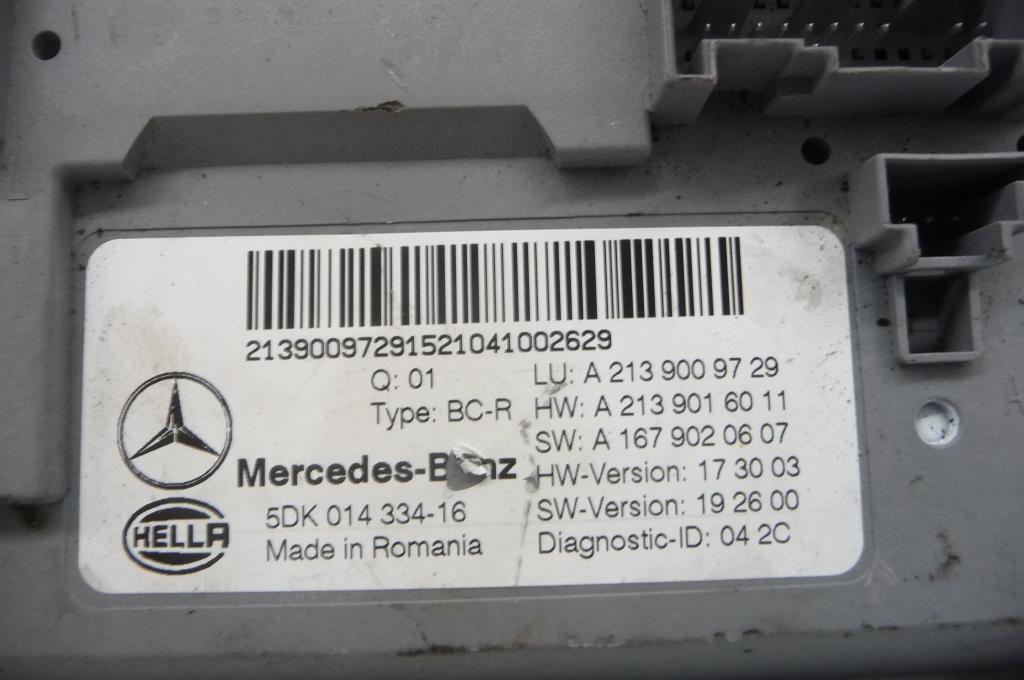 21390097291521041002629
Q: 01
LU: A 213 900 97 29
Type: BC-R
HW: A 213 901 60 11
SW: A 167 902 06 07
Mercedes-Benz
HW-Version: 17 30 03
5DK 014 334-16
SW-Version: 19 26 00
HELLA
Made in Romania
Diagnostic-ID: 04 2C